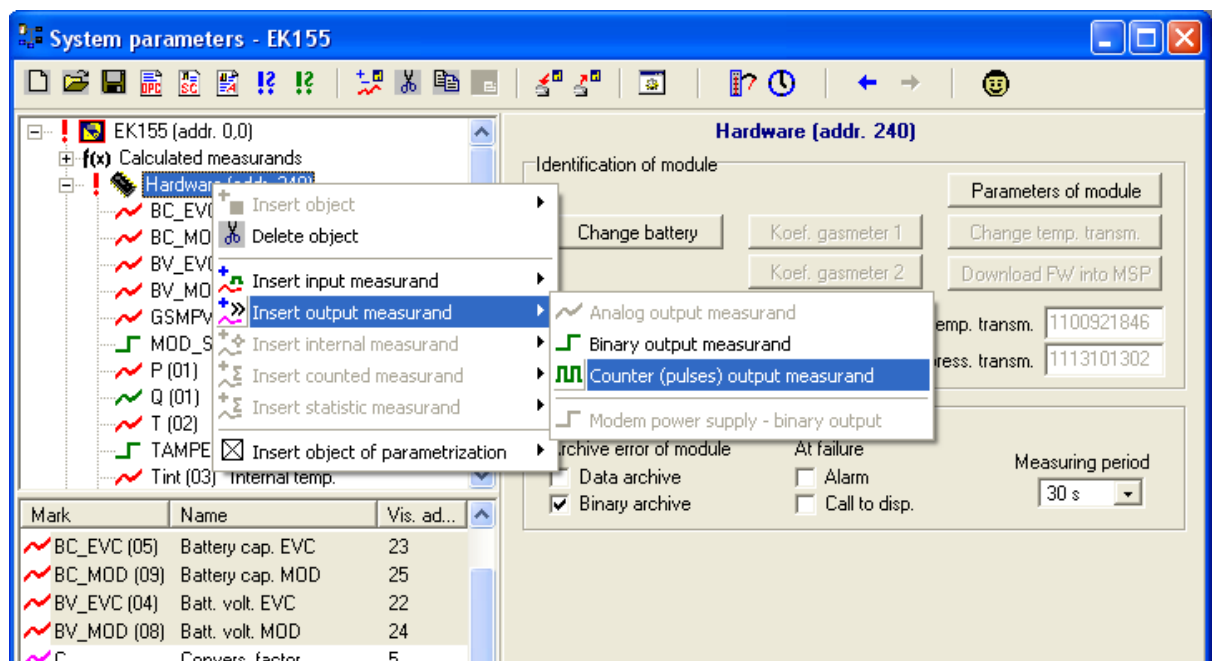 System parameters - EK155
OPC
SC
EA
EK155 (addr. 0,0)
f(x) Calculated measurands
Hardware (addr. 240)
BC_EV
BC_MO
BV_EV
BV_MO
GSMPV
MOD_S
P (01)
Q (01)
T (02)
TAMPE
Tint (03) Internal temp.
Insert object
Delete object
Insert input measurand
Insert output measurand
Insert internal measurand
Insert counted measurand
Insert statistic measurand
Insert object of parametrization
Analog output measurand
Binary output measurand
Counter (pulses) output measurand
Modem power supply - binary output
Hardware (addr. 240)
Identification of module
Parameters of module
Change battery
Koef. gasmeter 1
Change temp. transm.
Koef. gasmeter 2
Download FW into MSP
emp. transm. 1100921846
ress. transm. 1113101302
Archive error of module
At failure
Measuring period
Data archive
Alarm
30 s
Binary archive
Call to disp.
Mark Name Vis. ad...
BC_EVC (05) Battery cap. EVC 23
BC_MOD (09) Battery cap. MOD 25
BV_EVC (04) Batt. volt. EVC 22
BV_MOD (08) Batt. volt. MOD 24
C Convers. factor 5